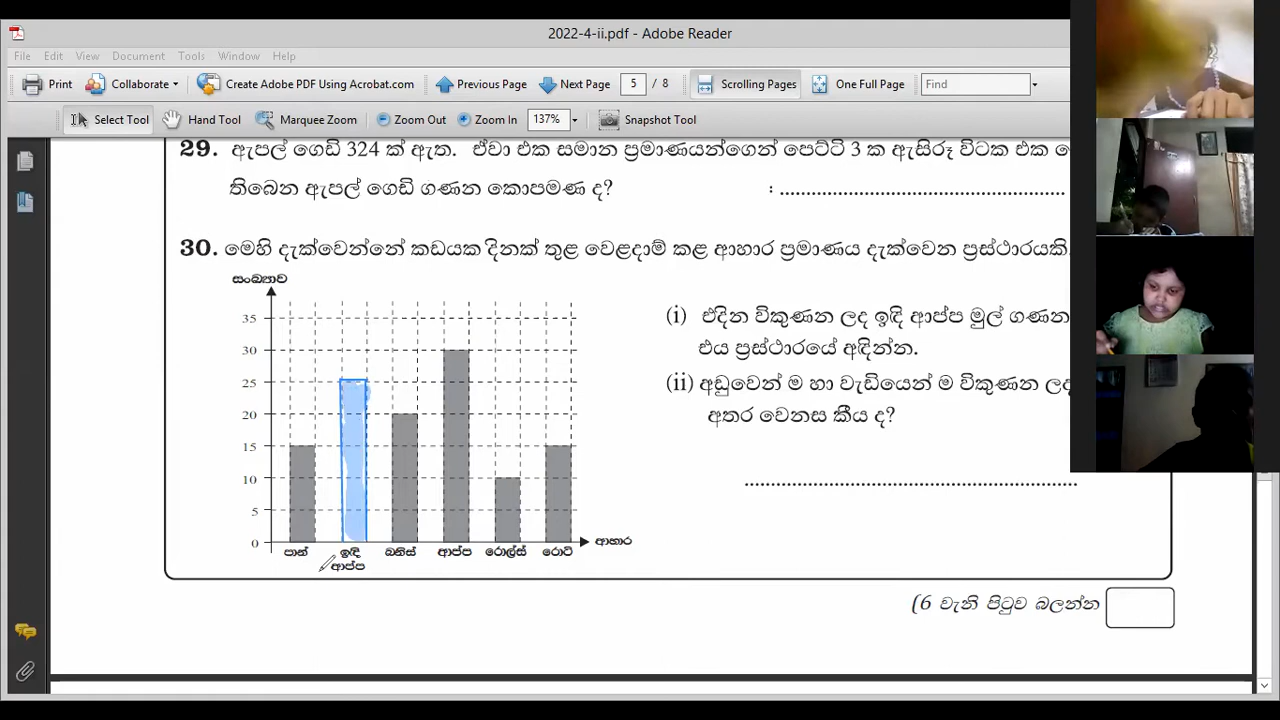 2022-4-ii.pdf - Adobe Reader
File Edit View Document Tools Window Help
Print Collaborate Create Adobe PDF Using Acrobat.com Previous Page Next Page 5 / 8 Scrolling Pages One Full Page Find
Select Tool Hand Tool Marquee Zoom Zoom Out Zoom In 137% Snapshot Tool
29. ඇපල් ගෙඩි 324 ක් ඇත. ඒවා එක සමාන ප්‍රමාණයන්ගෙන් පෙට්ටි 3 ක ඇසිරූ විටක එක
තිබෙන ඇපල් ගෙඩි ගණන කොපමණ ද? : ..................................................
30. මෙහි දැක්වෙන්නේ කඩයක දිනක් තුළ වෙළදාම් කළ ආහාර ප්‍රමාණය දැක්වෙන ප්‍රස්ථාරයකි.
සංඛ්‍යාව
35
30
25
20
15
10
5
0
පාන් ඉඳි ආප්ප බනිස් ආප්ප රොල්ස් රොටි ආහාර
(i) එදින විකුණන ලද ඉඳි ආප්ප මුල් ගණන
එය ප්‍රස්ථාරයේ අඳින්න.
(ii) අඩුවෙන් ම හා වැඩියෙන් ම විකුණන ලද
අතර වෙනස කීය ද?
..................................................
(6 වැනි පිටුව බලන්න